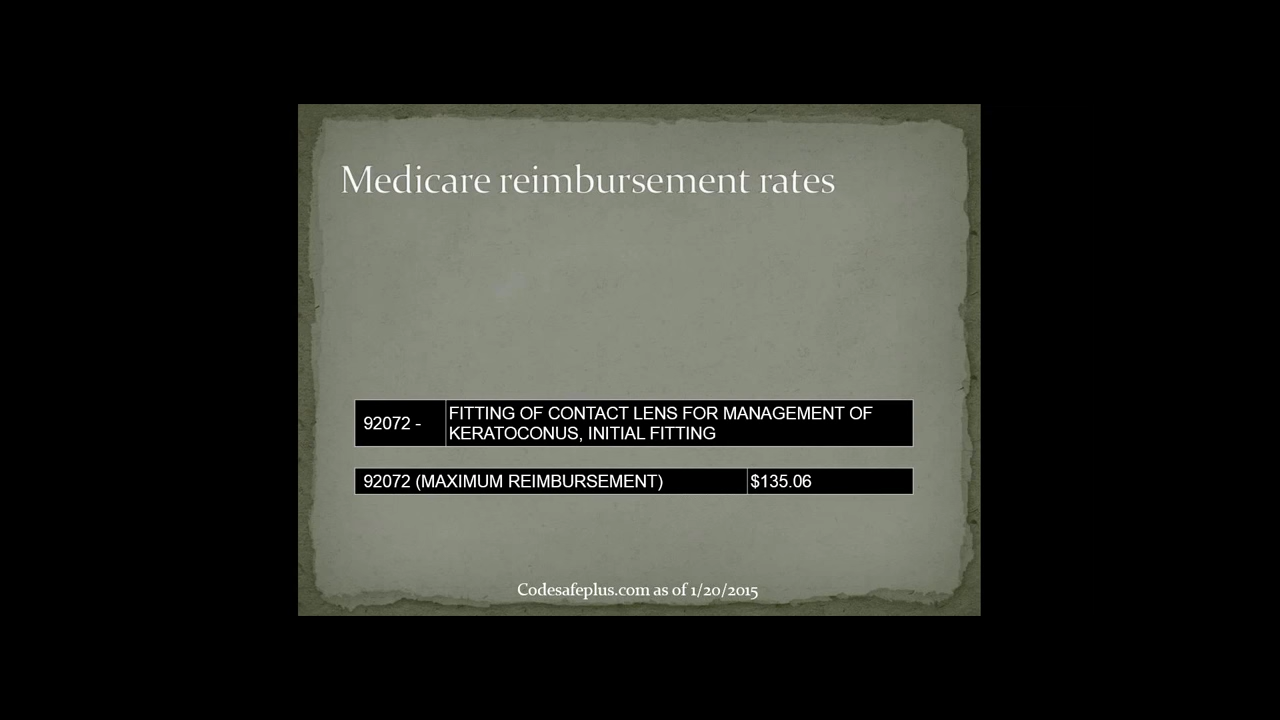 Medicare reimbursement rates
92072 - FITTING OF CONTACT LENS FOR MANAGEMENT OF
KERATOCONUS, INITIAL FITTING
92072 (MAXIMUM REIMBURSEMENT) $135.06
Codesafeplus.com as of 1/20/2015